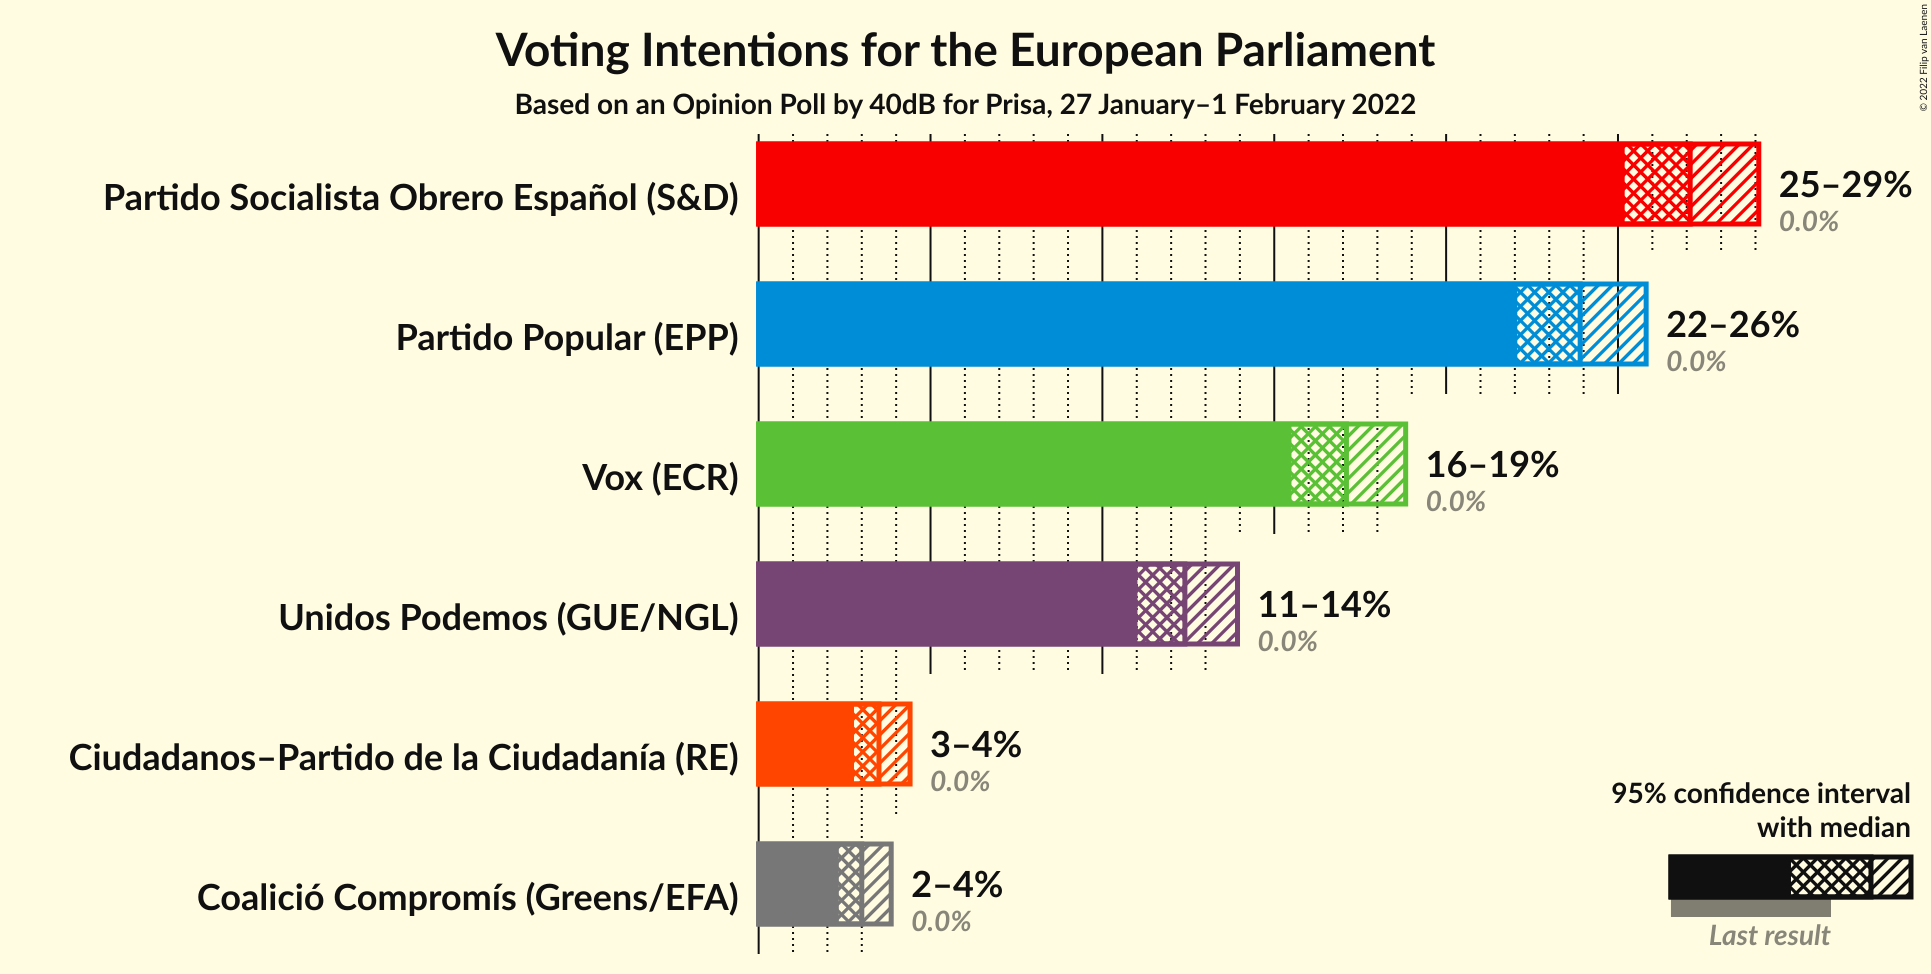 Voting Intentions for the European Parliament
Based on an Opinion Poll by 40dB for Prisa, 27 January–1 February 2022
© 2022 Filip van Laenen
Partido Socialista Obrero Español (S&D)
25–29%
0.0%
Partido Popular (EPP)
22–26%
0.0%
Vox (ECR)
16–19%
0.0%
Unidos Podemos (GUE/NGL)
11–14%
0.0%
Ciudadanos–Partido de la Ciudadanía (RE)
3–4%
0.0%
Coalició Compromís (Greens/EFA)
2–4%
0.0%
95% confidence interval
with median
Last result